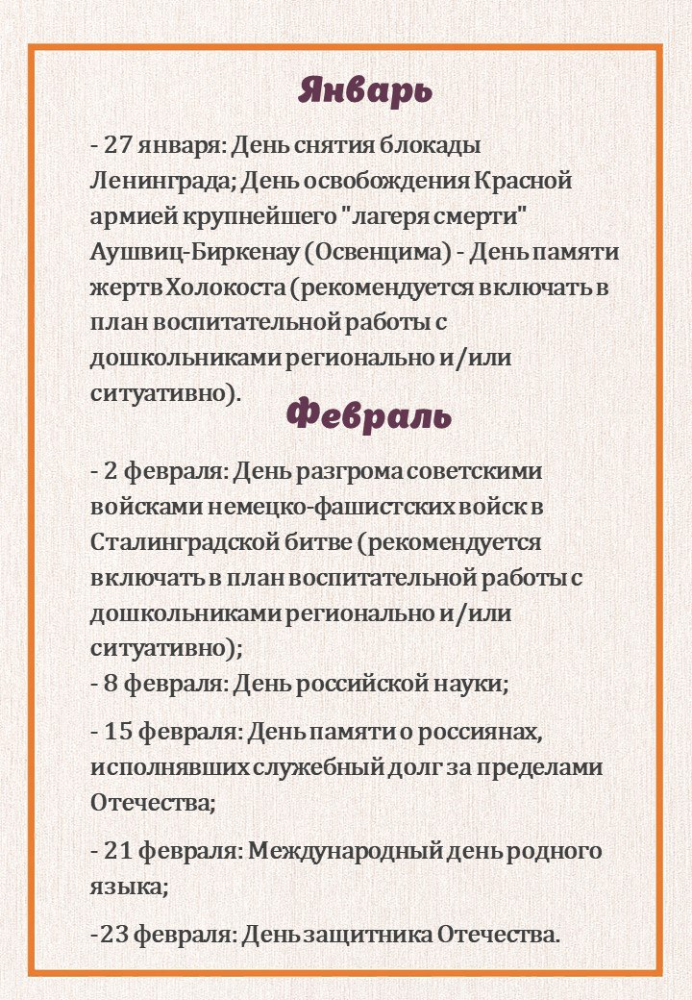 Январь
- 27 января: День снятия блокады
Ленинграда; День освобождения Красной
армией крупнейшего "лагеря смерти"
Аушвиц-Биркенау (Освенцима) - День памяти
жертв Холокоста (рекомендуется включать в
план воспитательной работы с
дошкольниками регионально и/или
ситуативно).
Февраль
- 2 февраля: День разгрома советскими
войсками немецко-фашистских войск в
Сталинградской битве (рекомендуется
включать в план воспитательной работы с
дошкольниками регионально и/или
ситуативно);
- 8 февраля: День российской науки;
- 15 февраля: День памяти о россиянах,
исполнявших служебный долг за пределами
Отечества;
- 21 февраля: Международный день родного
языка;
-23 февраля: День защитника Отечества.